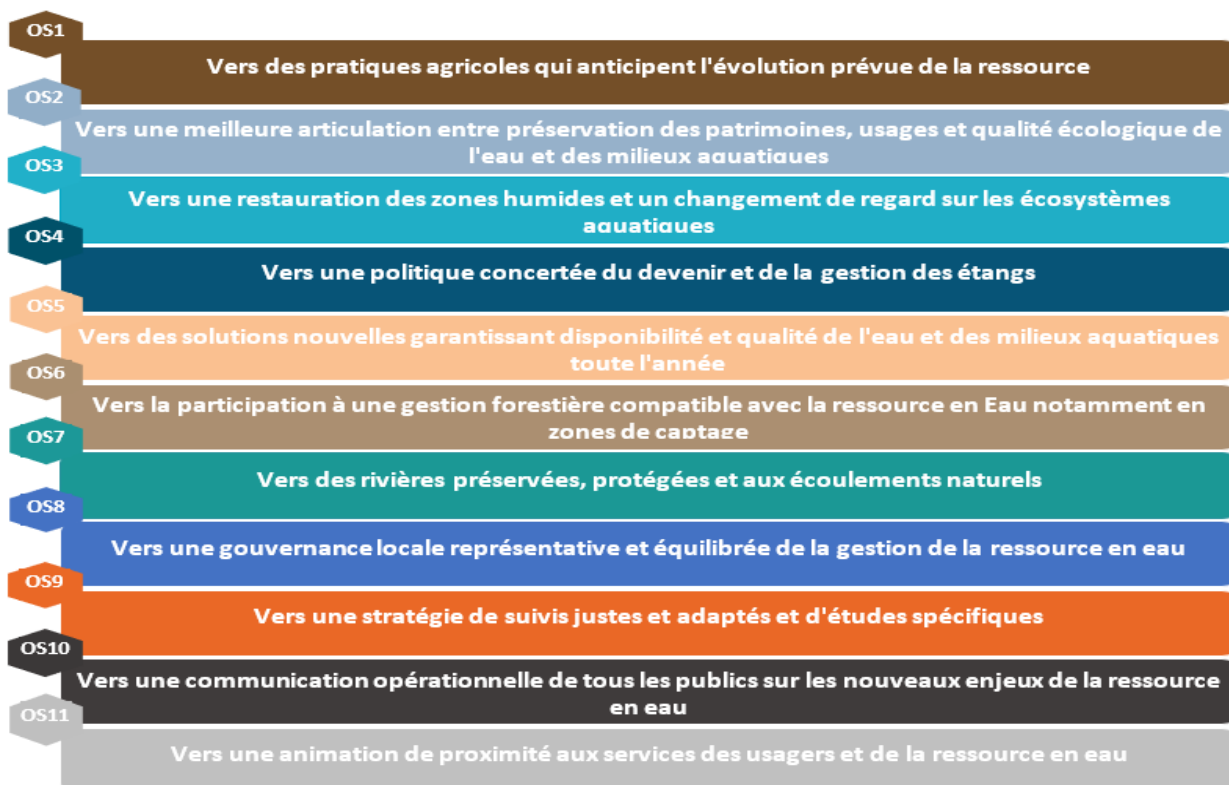 OS1
Vers des pratiques agricoles qui anticipent l'évolution prévue de la ressource
OS2
Vers une meilleure articulation entre préservation des patrimoines, usages et qualité écologique de
l'eau et des milieux aquatiques
OS3
Vers une restauration des zones humides et un changement de regard sur les écosystèmes
aquatiques
OS4
Vers une politique concertée du devenir et de la gestion des étangs
OS5
Vers des solutions nouvelles garantissant disponibilité et qualité de l'eau et des milieux aquatiques
toute l'année
OS6
Vers la participation à une gestion forestière compatible avec la ressource en Eau notamment en
zones de captage
OS7
Vers des rivières préservées, protégées et aux écoulements naturels
OS8
Vers une gouvernance locale représentative et équilibrée de la gestion de la ressource en eau
OS9
Vers une stratégie de suivis justes et adaptés et d'études spécifiques
OS10
Vers une communication opérationnelle de tous les publics sur les nouveaux enjeux de la ressource
en eau
OS11
Vers une animation de proximité aux services des usagers et de la ressource en eau